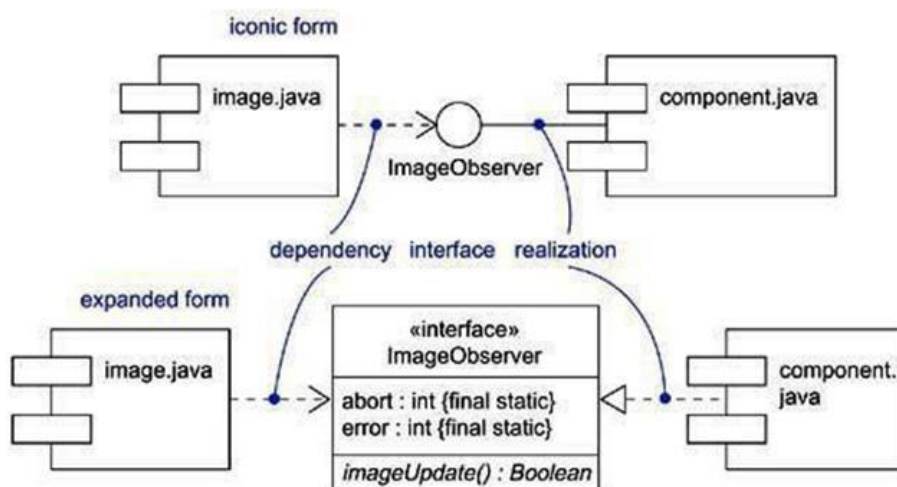 iconic form
image.java
component.java
ImageObserver
dependency interface realization
expanded form
«interface»
ImageObserver
image.java
component.
java
abort : int {final static}
error : int {final static}
imageUpdate() : Boolean